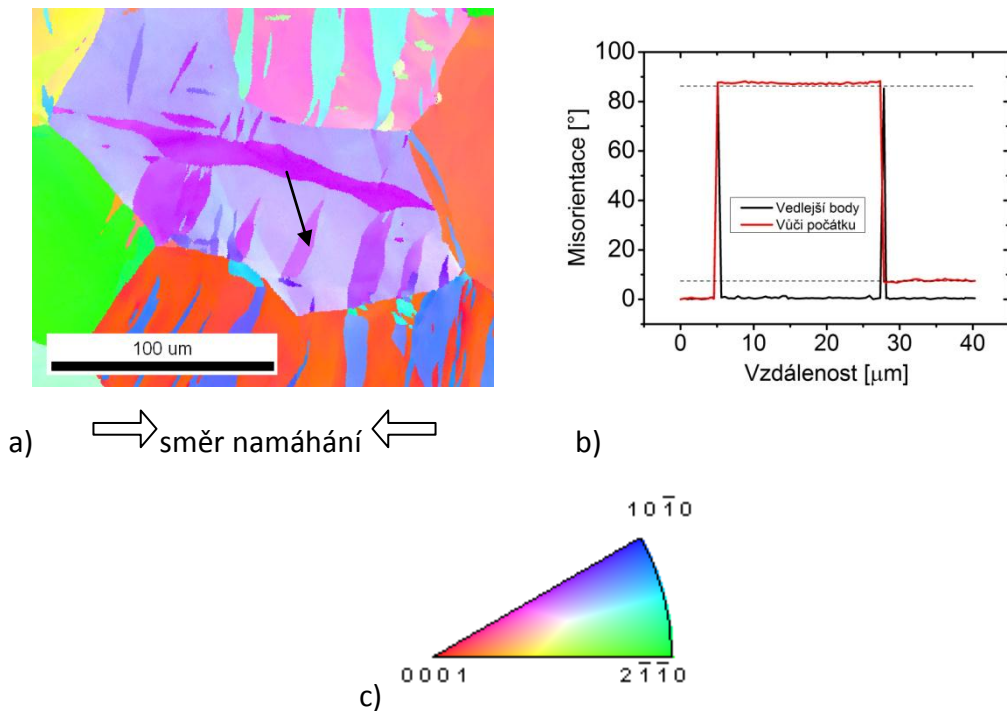 100 um
a)
směr namáhání
b)
Misorientace [°]
100
80
60
40
20
0
Vedlejší body
Vůči počátku
0 10 20 30 40
Vzdálenost [μm]
c)
1 0 1̅ 0
0 0 0 1
2 1̅ 1̅ 0